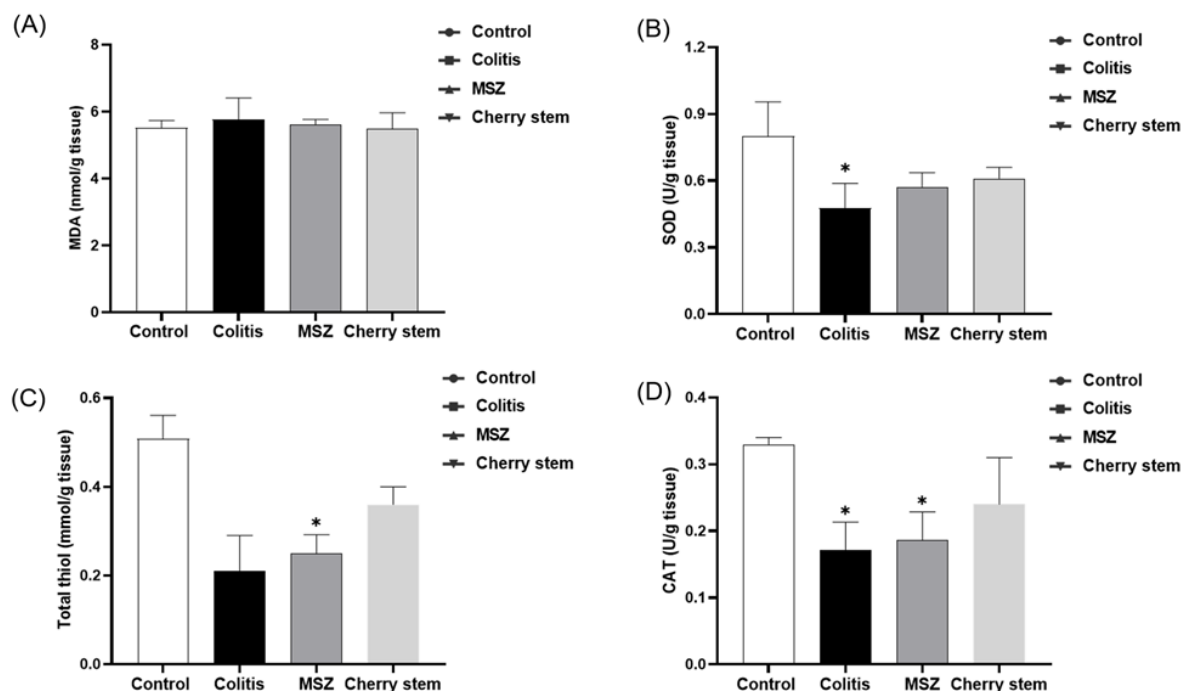 (A)
MDA (nmol/g tissue)
8
6
4
2
0
Control
Colitis
MSZ
Cherry stem
Control
Colitis
MSZ
Cherry stem
(B)
SOD (U/g tissue)
1.2
0.9
0.6
0.3
0.0
*
Control
Colitis
MSZ
Cherry stem
Control
Colitis
MSZ
Cherry stem
(C)
Total thiol (mmol/g tissue)
0.6
0.4
0.2
0.0
*
Control
Colitis
MSZ
Cherry stem
Control
Colitis
MSZ
Cherry stem
(D)
CAT (U/g tissue)
0.4
0.3
0.2
0.1
0.0
*
*
Control
Colitis
MSZ
Cherry stem
Control
Colitis
MSZ
Cherry stem